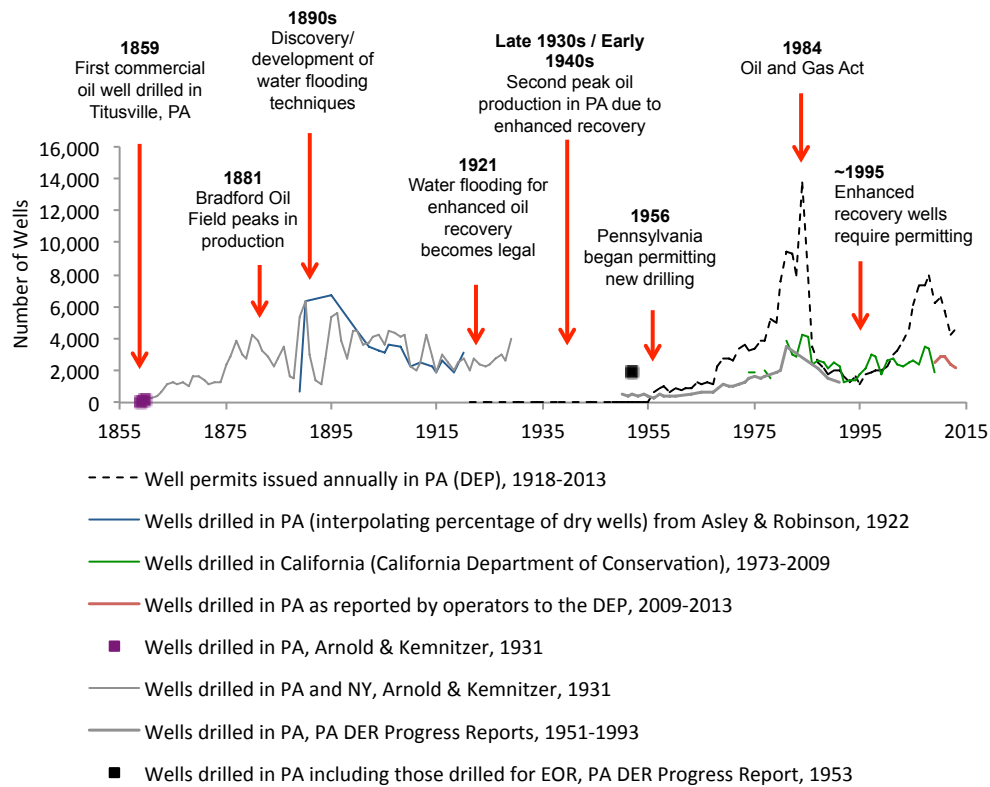 1859
First commercial
oil well drilled in
Titusville, PA
1890s
Discovery/
development of
water flooding
techniques
Late 1930s / Early
1940s
Second peak oil
production in PA due to
enhanced recovery
1984
Oil and Gas Act
1881
Bradford Oil
Field peaks in
production
1921
Water flooding for
enhanced oil
recovery
becomes legal
1956
Pennsylvania
began permitting
new drilling
~1995
Enhanced
recovery wells
require permitting
Number of Wells
16,000
14,000
12,000
10,000
8,000
6,000
4,000
2,000
0
1855 1875 1895 1915 1935 1955 1975 1995 2015
Well permits issued annually in PA (DEP), 1918-2013
Wells drilled in PA (interpolating percentage of dry wells) from Asley & Robinson, 1922
Wells drilled in California (California Department of Conservation), 1973-2009
Wells drilled in PA as reported by operators to the DEP, 2009-2013
Wells drilled in PA, Arnold & Kemnitzer, 1931
Wells drilled in PA and NY, Arnold & Kemnitzer, 1931
Wells drilled in PA, PA DER Progress Reports, 1951-1993
Wells drilled in PA including those drilled for EOR, PA DER Progress Report, 1953